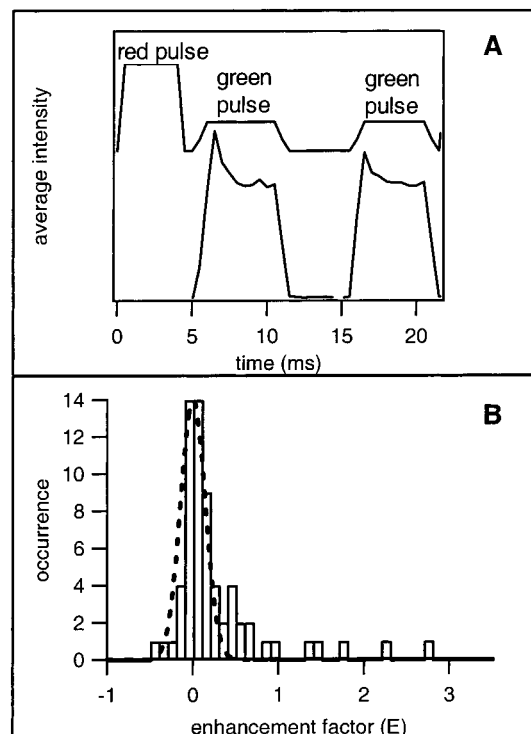 A
red pulse
green
pulse
green
pulse
average intensity
0
5
10
15
20
time (ms)
B
14
12
10
8
6
4
2
0
occurrence
-1
0
1
2
3
enhancement factor (E)